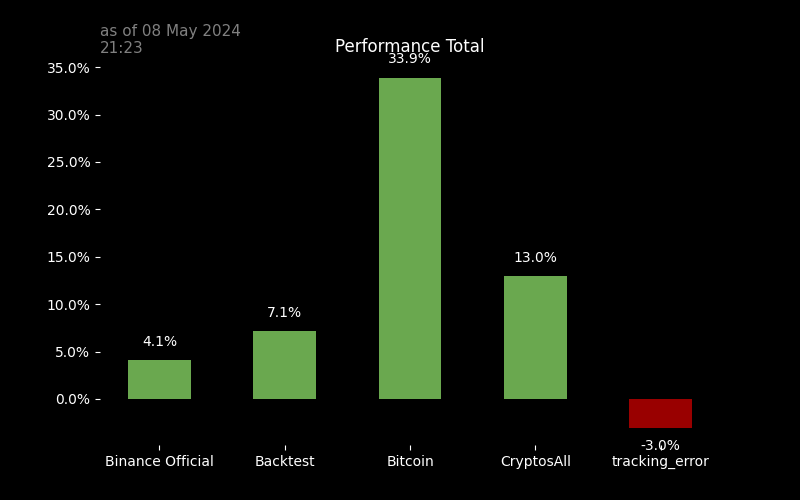 as of 08 May 2024
21:23
Performance Total
35.0%
30.0%
25.0%
20.0%
15.0%
10.0%
5.0%
0.0%
4.1%
7.1%
33.9%
13.0%
-3.0%
Binance Official
Backtest
Bitcoin
CryptosAll
tracking_error